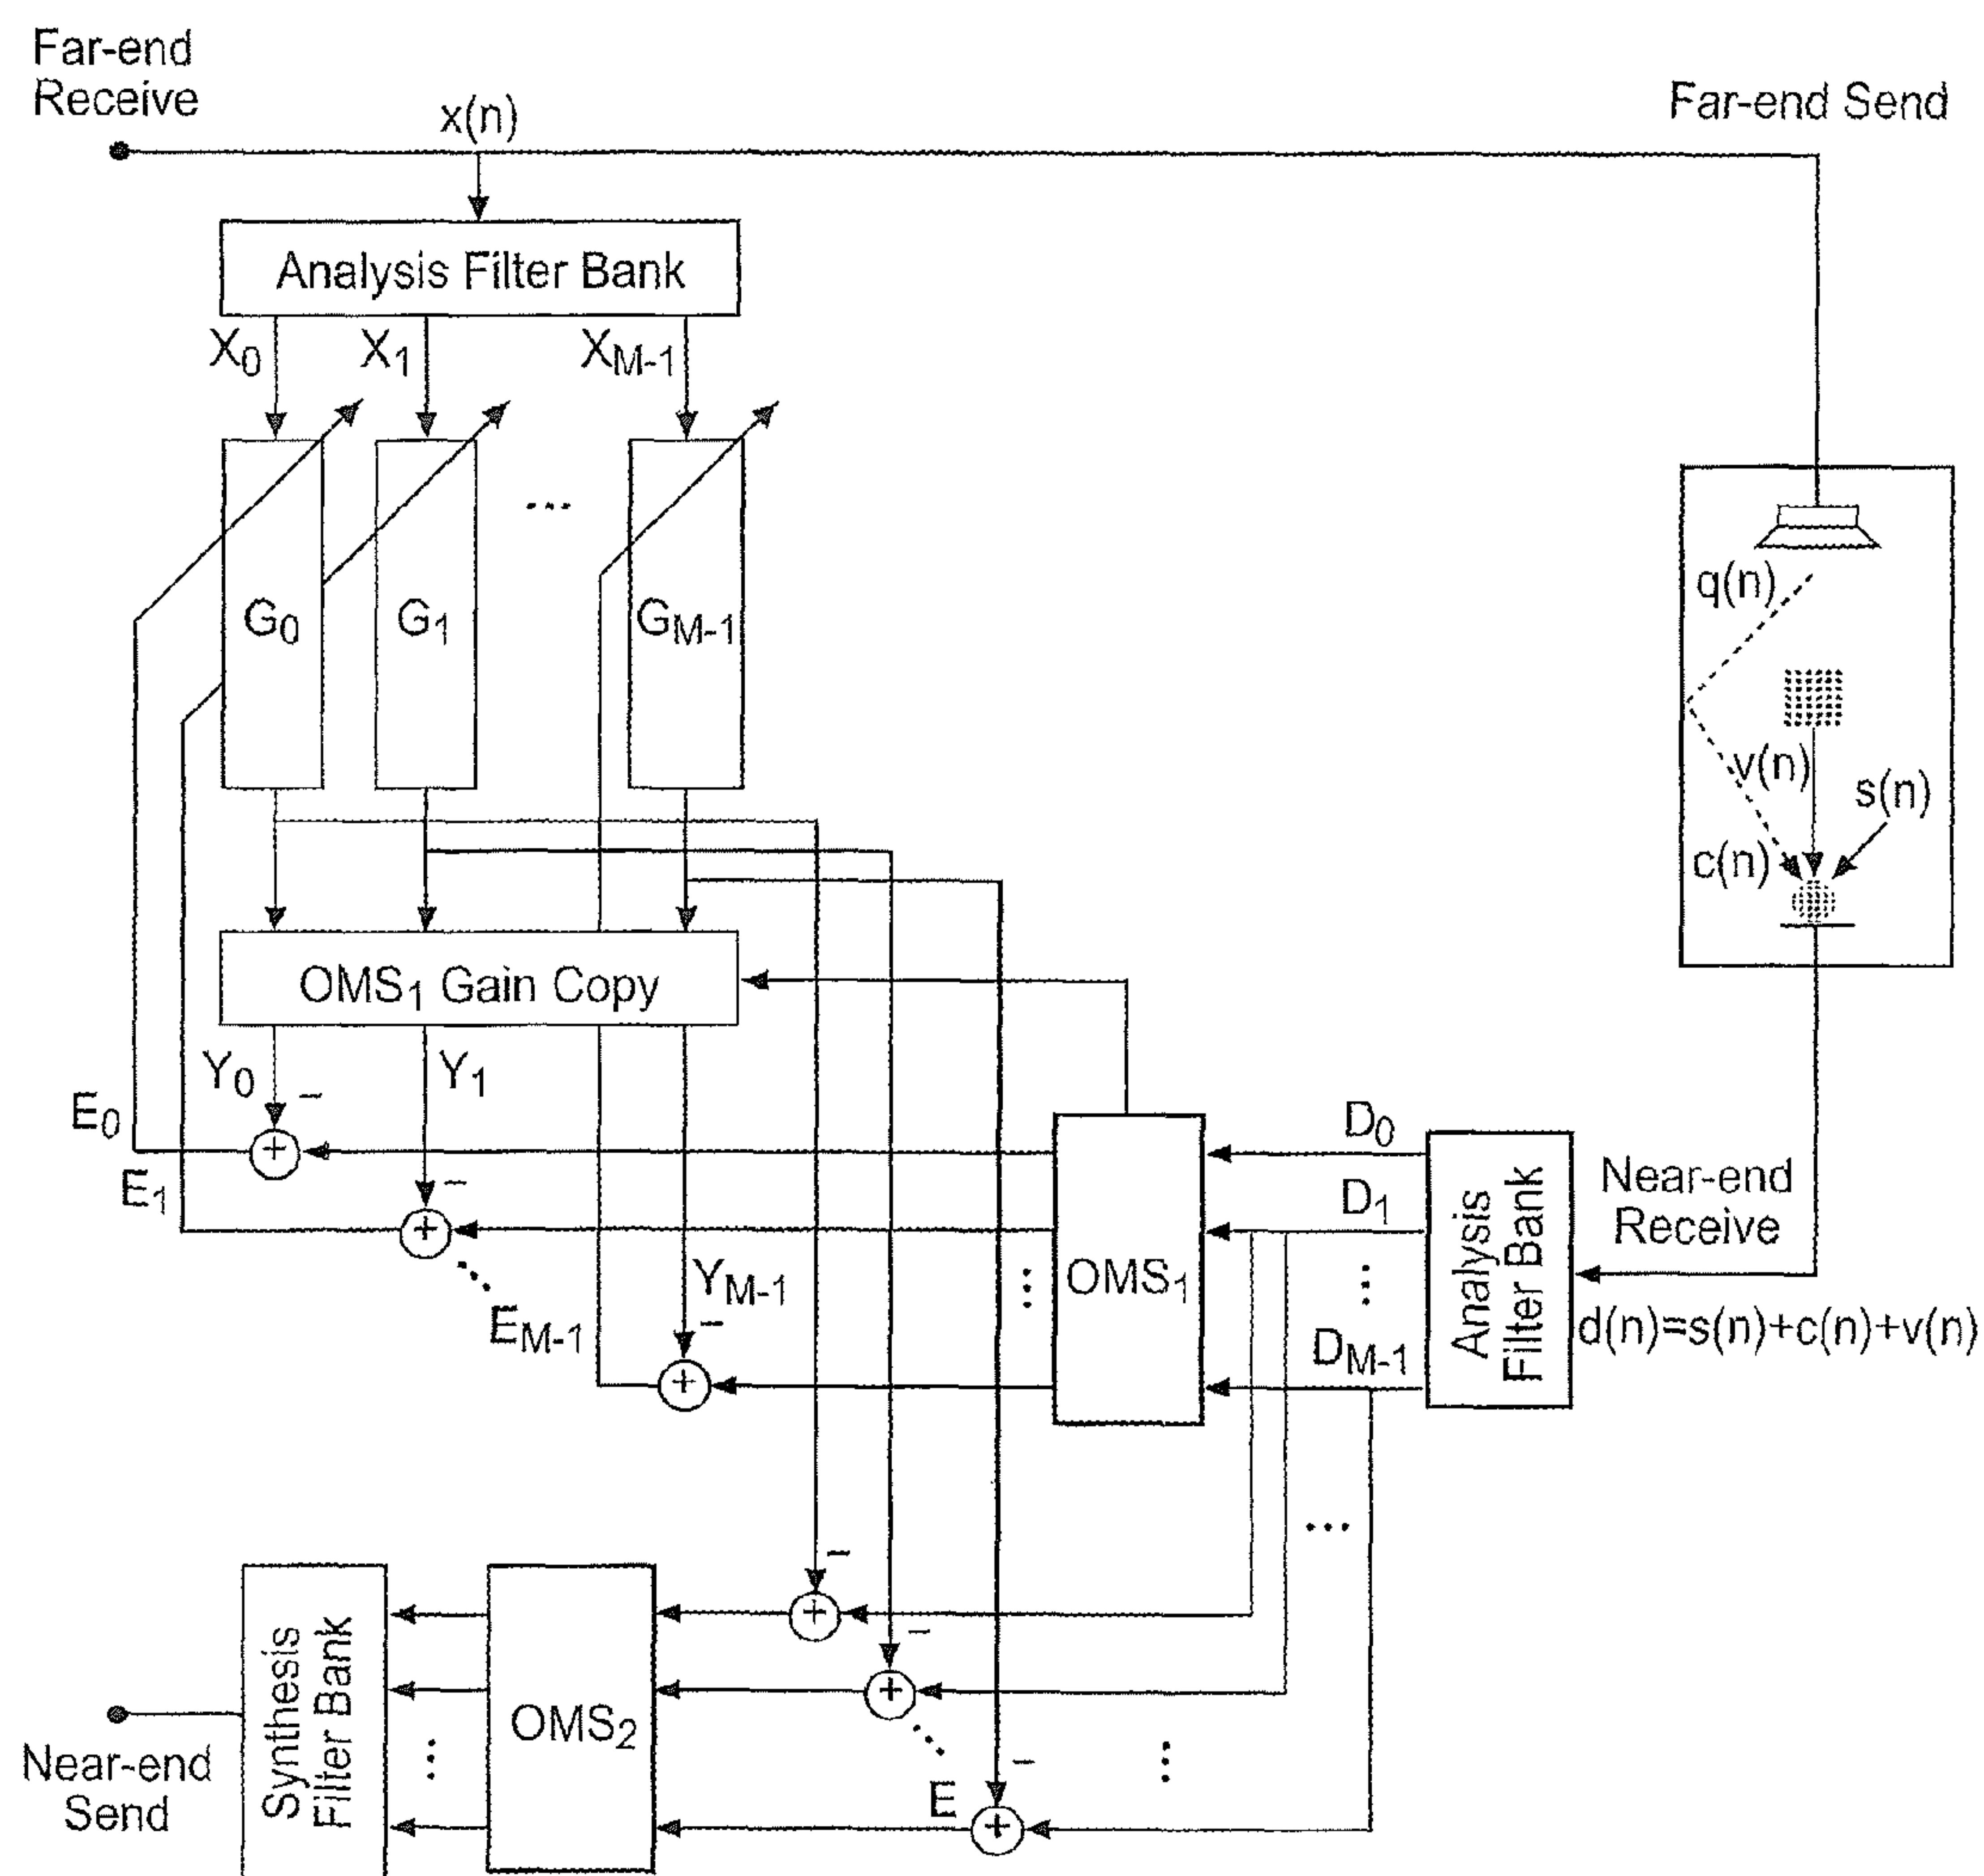 Far-end
Receive
x(n)
Far-end Send
Analysis Filter Bank
X0
X1
XM-1
G0
G1
...
GM-1
q(n)
v(n)
s(n)
c(n)
OMS1 Gain Copy
Y0
-
Y1
E0
+
D0
E1
-
+
D1
Near-end
Receive
Analysis
Filter Bank
YM-1
EM-1
-
+
OMS1
DM-1
d(n)=s(n)+c(n)+v(n)
...
-
+
-
+
-
E
+
OMS2
Synthesis
Filter Bank
Near-end
Send